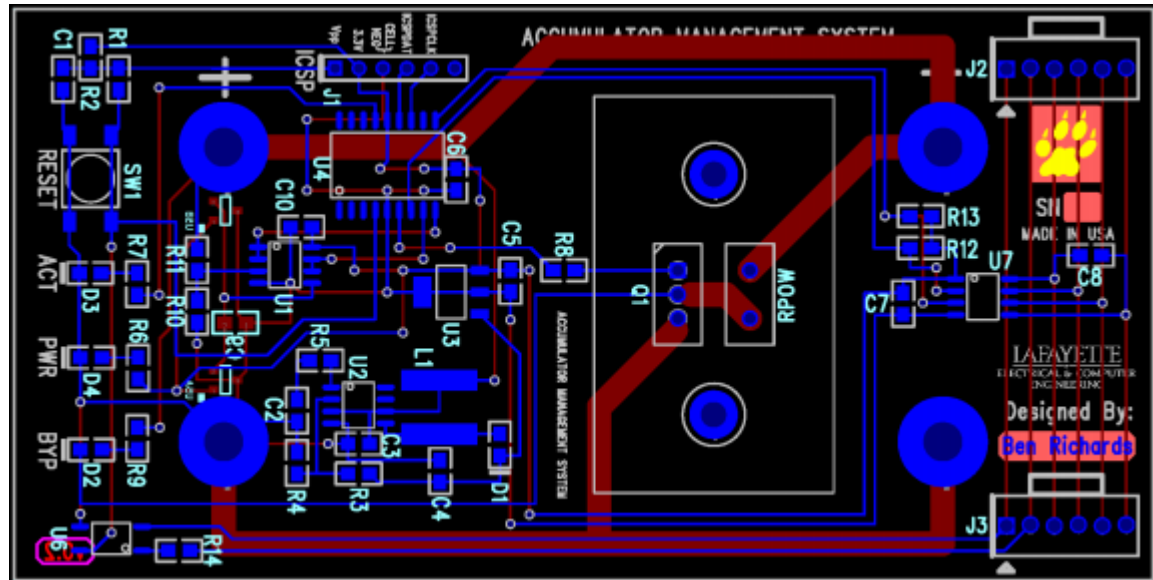 ACCUMULATOR MANAGEMENT SYSTEM
C1
R1
R2
Vpp
3.3V
ICSPDAT
ICSPCLK
ICSP
J1
J2
RESET
SW1
U4
C6
C10
SN
MADE IN USA
R13
R12
U7
C8
C7
ACT
D3
R7
R11
R10
U1
C5
R8
Q1
RPOW
U3
PWR
D4
R6
R5
U2
L1
C2
C3
ACCUMULATOR MANAGEMENT SYSTEM
LAFAYETTE
ELECTRICAL & COMPUTER
ENGINEERING
Designed By:
Ben Richards
BYP
D2
R9
R4
R3
C4
D1
J3
U6
R14